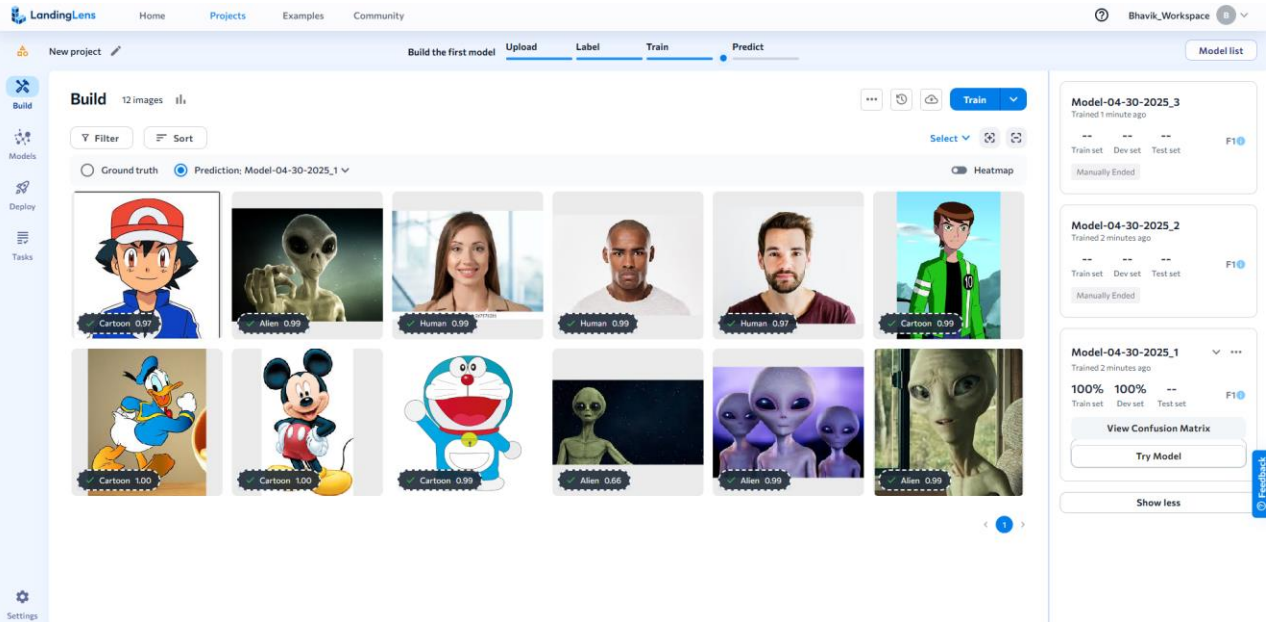 LandingLens
Home
Projects
Examples
Community
Bhavik_Workspace
B
New project
Build the first model
Upload
Label
Train
Predict
Model list
Build
Models
Deploy
Tasks
Settings
Build
12 images
Train
Filter
Sort
Select
Ground truth
Prediction: Model-04-30-2025_1
Heatmap
Cartoon 0.97
Alien 0.99
Human 0.99
Human 0.99
Human 0.97
10
Cartoon 0.99
Cartoon 1.00
Cartoon 1.00
Cartoon 0.99
Alien 0.66
Alien 0.99
Alien 0.99
1
Model-04-30-2025_3
Trained 1 minute ago
-- -- --
Train set Dev set Test set
F1
Manually Ended
Model-04-30-2025_2
Trained 2 minutes ago
-- -- --
Train set Dev set Test set
F1
Manually Ended
Model-04-30-2025_1
Trained 2 minutes ago
100% 100% --
Train set Dev set Test set
F1
View Confusion Matrix
Try Model
Show less
Feedback